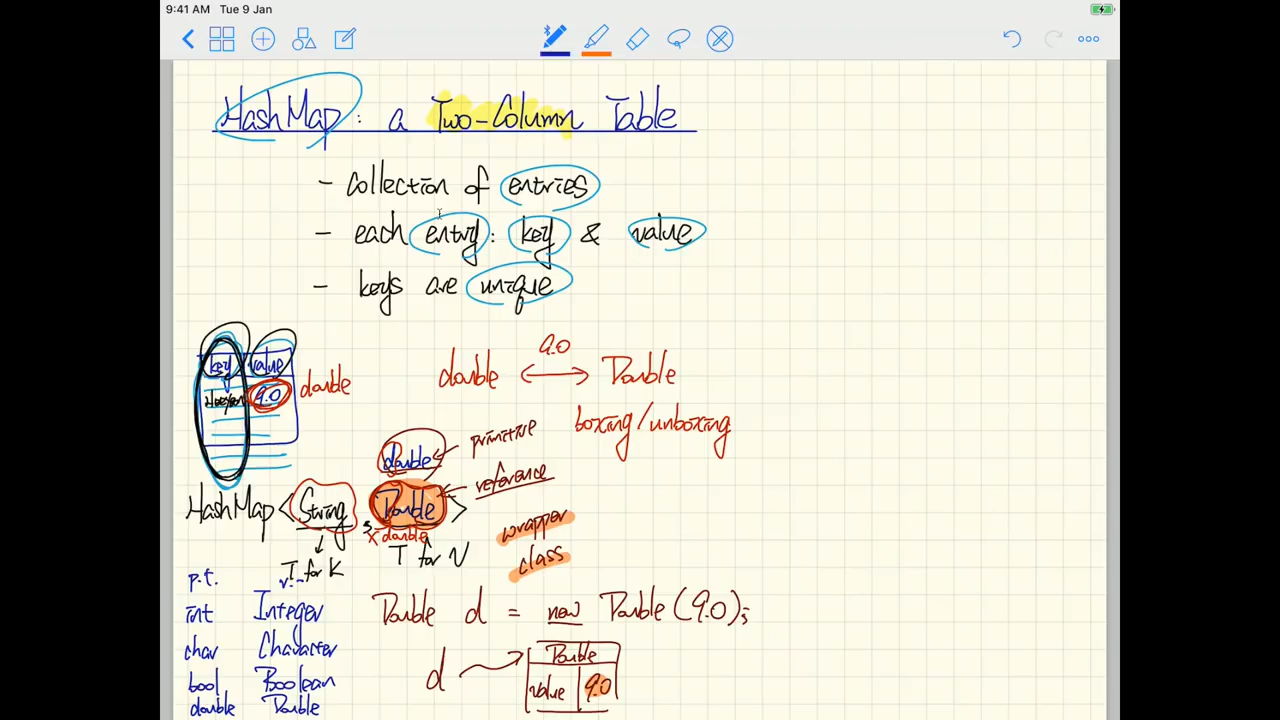 9:41 AM Tue 9 Jan
HashMap : a Two-Column Table
- collection of entries
- each entry : key & value
- keys are unique
key value
9.0 double
double ⟷ Double
9.0
boxing/unboxing
double ← primitive
← reference
HashMap < String , Double >
x double
wrapper
class
T for K
T for V
p.t. r.
int Integer
char Character
bool Boolean
double Double
Double d = new Double(9.0);
d → Double
value 9.0